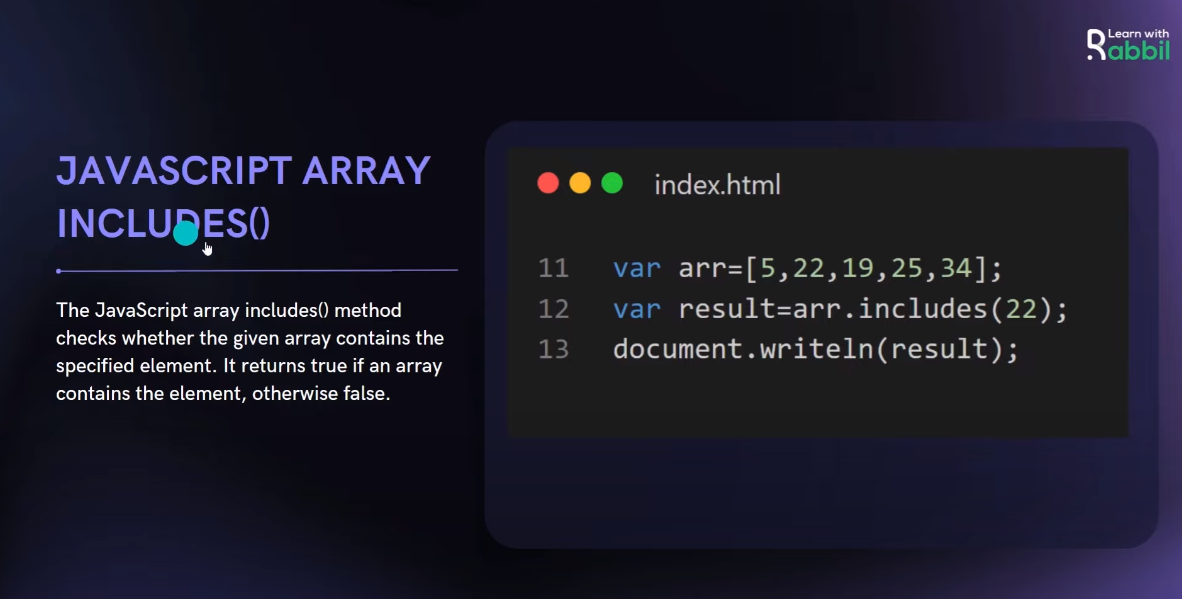 Learn with
Rabbil
JAVASCRIPT ARRAY
INCLUDES()
The JavaScript array includes() method
checks whether the given array contains the
specified element. It returns true if an array
contains the element, otherwise false.
index.html
11 var arr=[5,22,19,25,34];
12 var result=arr.includes(22);
13 document.writeln(result);